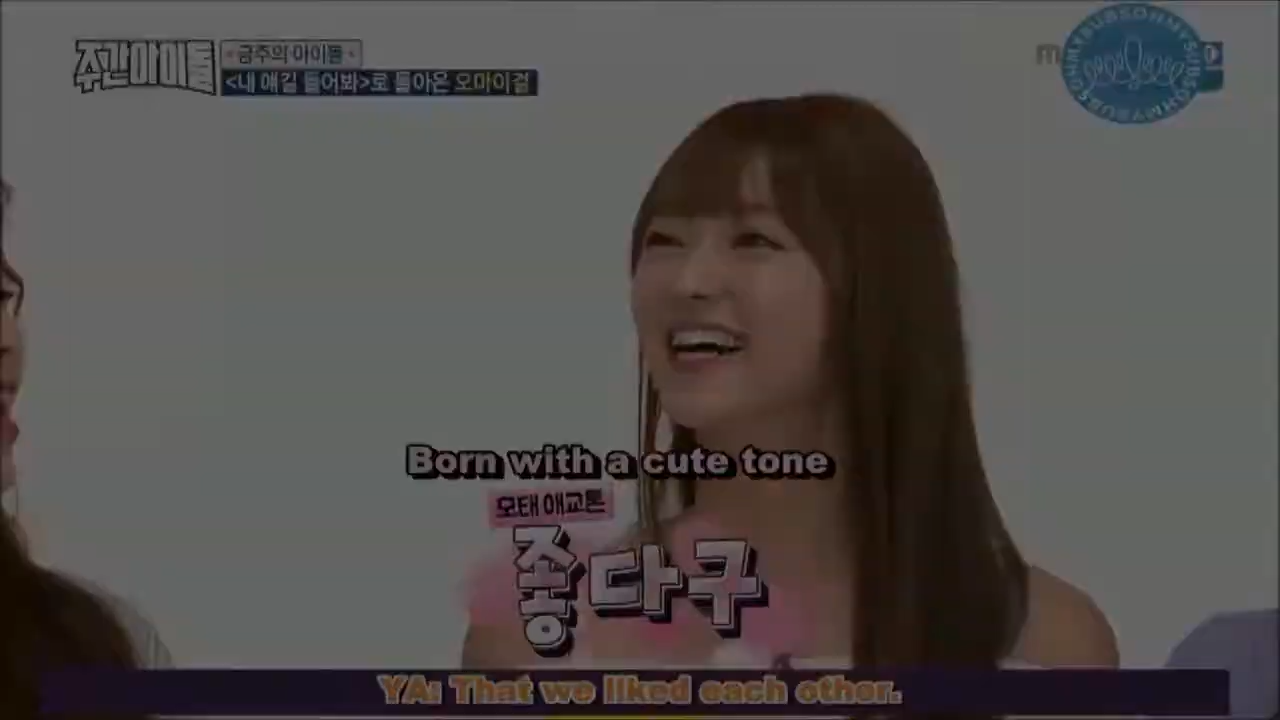 주간아이돌
금주의 아이돌
<내 얘길 들어봐>로 돌아온 오마이걸
Born with a cute tone
모태 애교톤
좋다구
YA: That we liked each other.